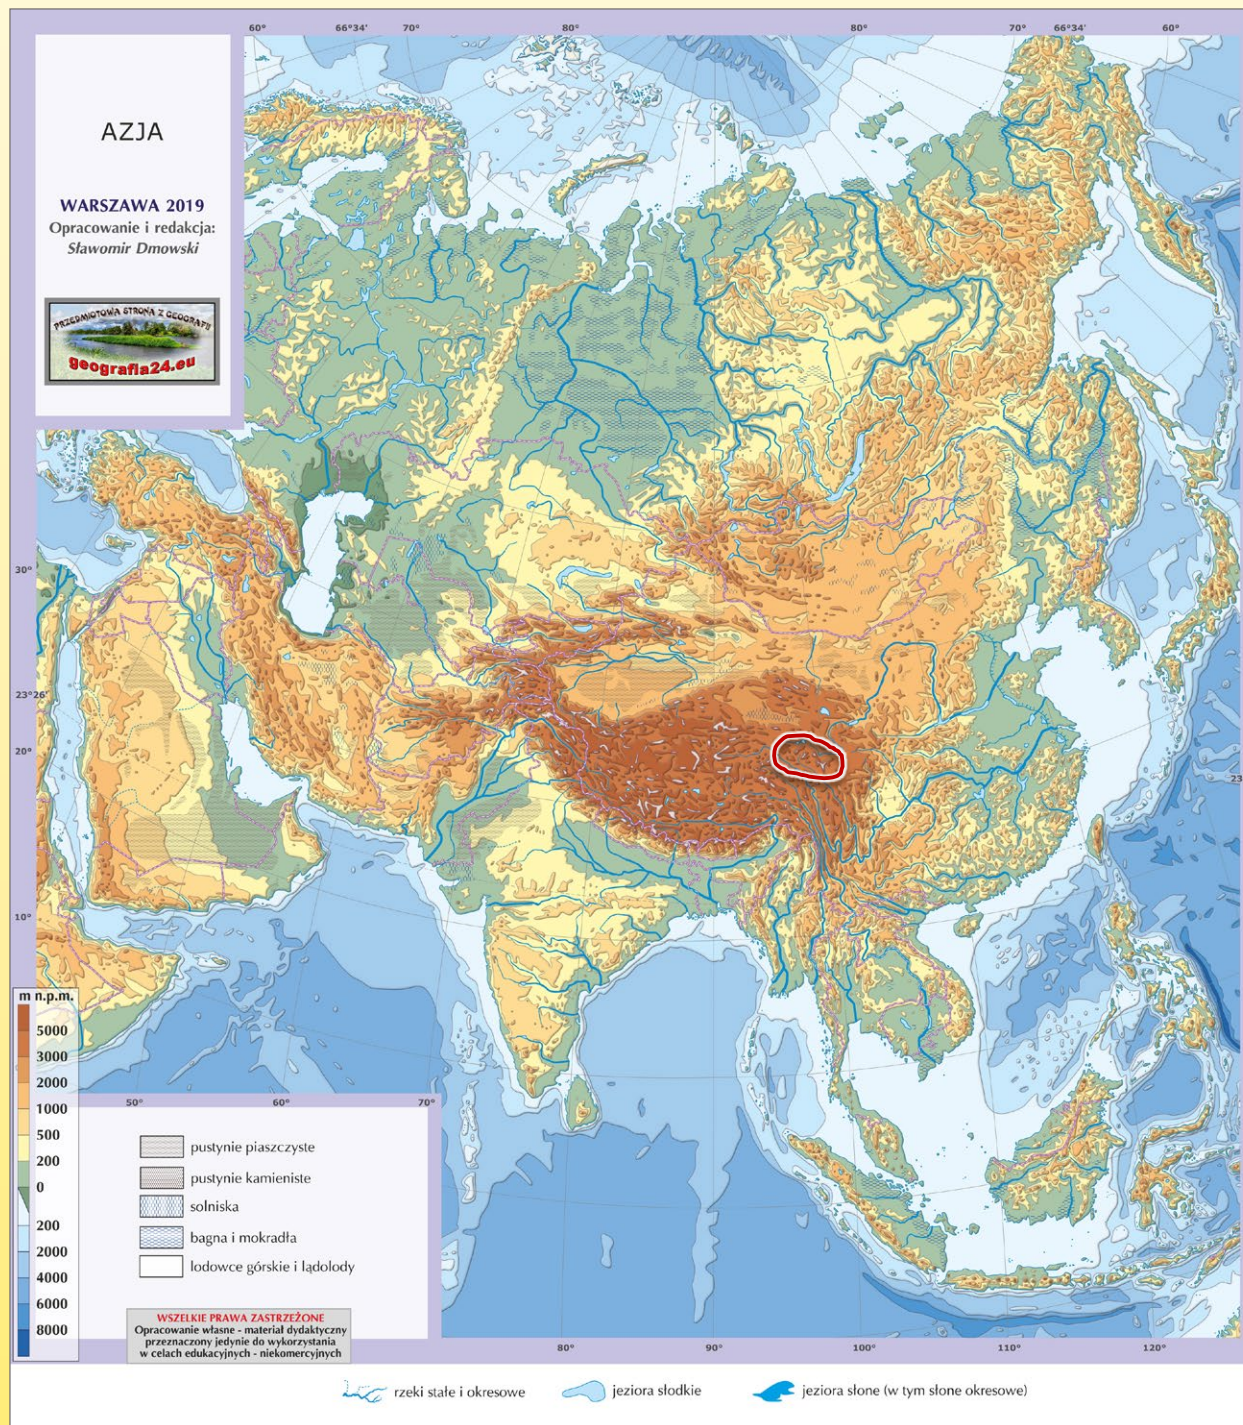 60° 66°34' 70° 80° 80° 70° 66°34' 60°
AZJA
WARSZAWA 2019
Opracowanie i redakcja:
Sławomir Dmowski
PRZEDMIOTOWA STRONA Z GEOGRAFII
geografia24.eu
30°
23°26'
20°
23
10°
m n.p.m.
5000
3000
2000
1000
500
200
0
200
2000
4000
6000
8000
50° 60° 70°
pustynie piaszczyste
pustynie kamieniste
solniska
bagna i mokradła
lodowce górskie i lądolody
WSZELKIE PRAWA ZASTRZEŻONE
Opracowanie własne - materiał dydaktyczny
przeznaczony jedynie do wykorzystania
w celach edukacyjnych - niekomercyjnych
80° 90° 100° 110° 120°
rzeki stałe i okresowe
jeziora słodkie
jeziora słone (w tym słone okresowe)